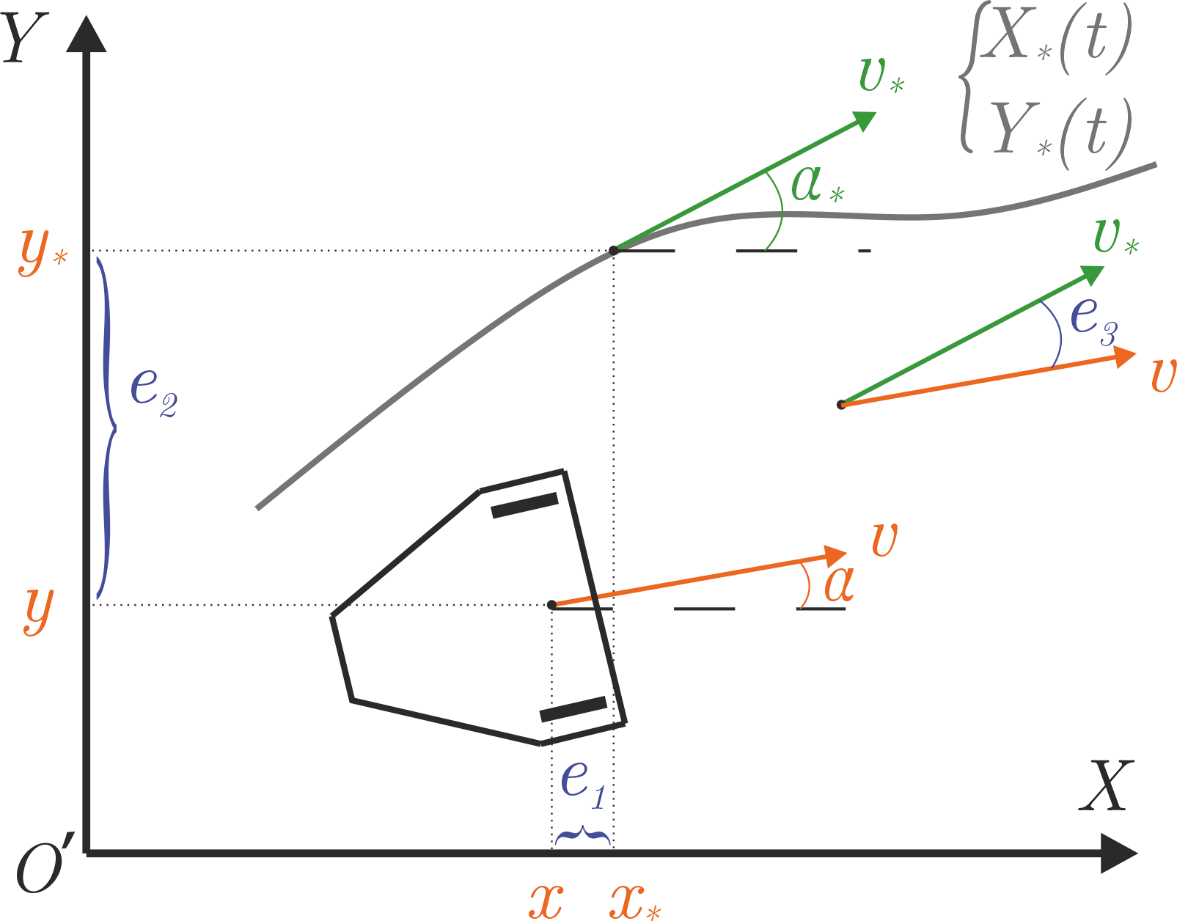 Y
X*(t)
v*
Y*(t)
α*
y*
v*
e3
v
e2
v
α
y
e1
X
O'
x
x*